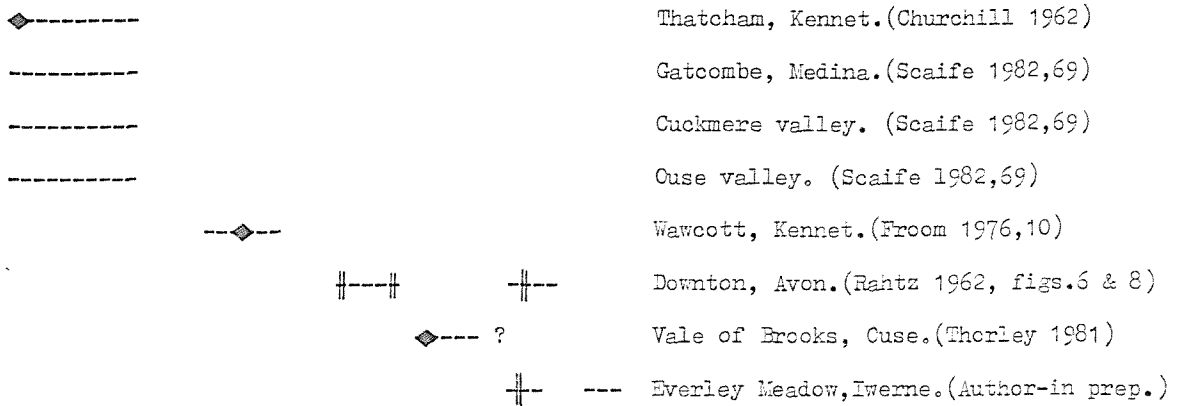 Thatcham, Kennet.(Churchill 1962)
Gatcombe, Medina.(Scaife 1982,69)
Cuckmere valley. (Scaife 1982,69)
Ouse valley. (Scaife 1982,69)
Wawcott, Kennet.(Froom 1976,10)
Downton, Avon.(Rahtz 1962, figs.6 & 8)
? Vale of Brooks, Ouse.(Thorley 1981)
Everley Meadow,Iwerne.(Author-in prep.)